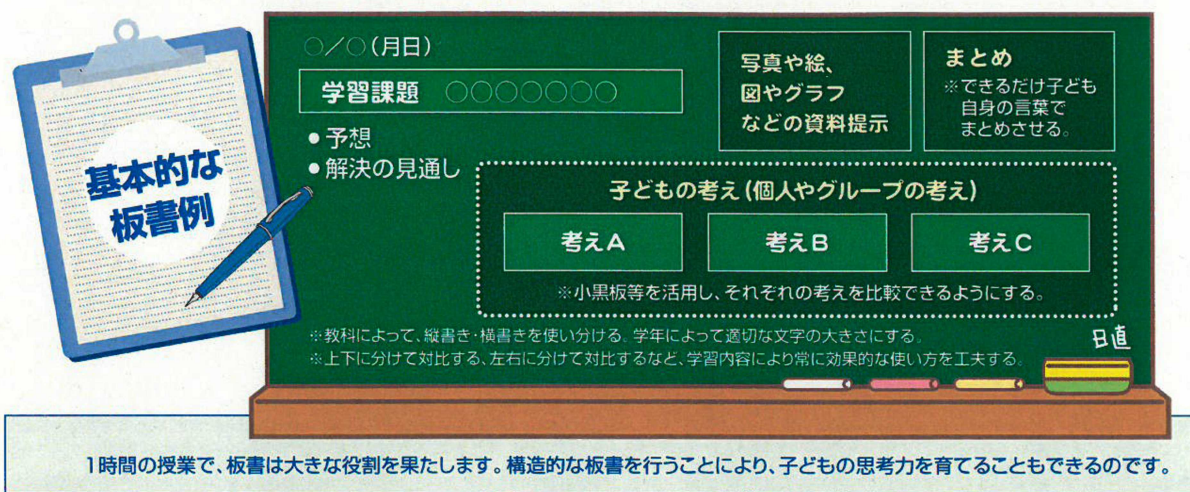 基本的な
板書例
○／○(月日)
学習課題 ○○○○○○○
●予想
●解決の見通し
写真や絵、
図やグラフ
などの資料提示
まとめ
※できるだけ子ども
自身の言葉で
まとめさせる。
子どもの考え(個人やグループの考え)
考えA
考えB
考えC
※小黒板等を活用し、それぞれの考えを比較できるようにする。
※教科によって、縦書き・横書きを使い分ける。学年によって適切な文字の大きさにする。
※上下に分けて対比する、左右に分けて対比するなど、学習内容により常に効果的な使い方を工夫する。
日直
1時間の授業で、板書は大きな役割を果たします。構造的な板書を行うことにより、子どもの思考力を育てることもできるのです。